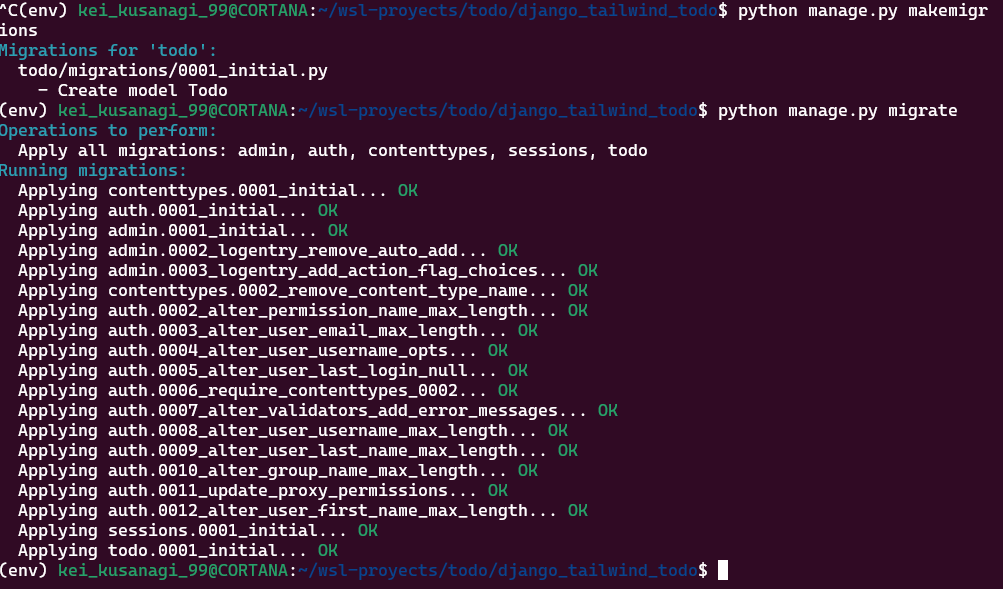 ^C(env) kei_kusanagi_99@CORTANA:~/wsl-proyects/todo/django_tailwind_todo$ python manage.py makemigr
ions
Migrations for 'todo':
  todo/migrations/0001_initial.py
    - Create model Todo
(env) kei_kusanagi_99@CORTANA:~/wsl-proyects/todo/django_tailwind_todo$ python manage.py migrate
Operations to perform:
  Apply all migrations: admin, auth, contenttypes, sessions, todo
Running migrations:
  Applying contenttypes.0001_initial... OK
  Applying auth.0001_initial... OK
  Applying admin.0001_initial... OK
  Applying admin.0002_logentry_remove_auto_add... OK
  Applying admin.0003_logentry_add_action_flag_choices... OK
  Applying contenttypes.0002_remove_content_type_name... OK
  Applying auth.0002_alter_permission_name_max_length... OK
  Applying auth.0003_alter_user_email_max_length... OK
  Applying auth.0004_alter_user_username_opts... OK
  Applying auth.0005_alter_user_last_login_null... OK
  Applying auth.0006_require_contenttypes_0002... OK
  Applying auth.0007_alter_validators_add_error_messages... OK
  Applying auth.0008_alter_user_username_max_length... OK
  Applying auth.0009_alter_user_last_name_max_length... OK
  Applying auth.0010_alter_group_name_max_length... OK
  Applying auth.0011_update_proxy_permissions... OK
  Applying auth.0012_alter_user_first_name_max_length... OK
  Applying sessions.0001_initial... OK
  Applying todo.0001_initial... OK
(env) kei_kusanagi_99@CORTANA:~/wsl-proyects/todo/django_tailwind_todo$